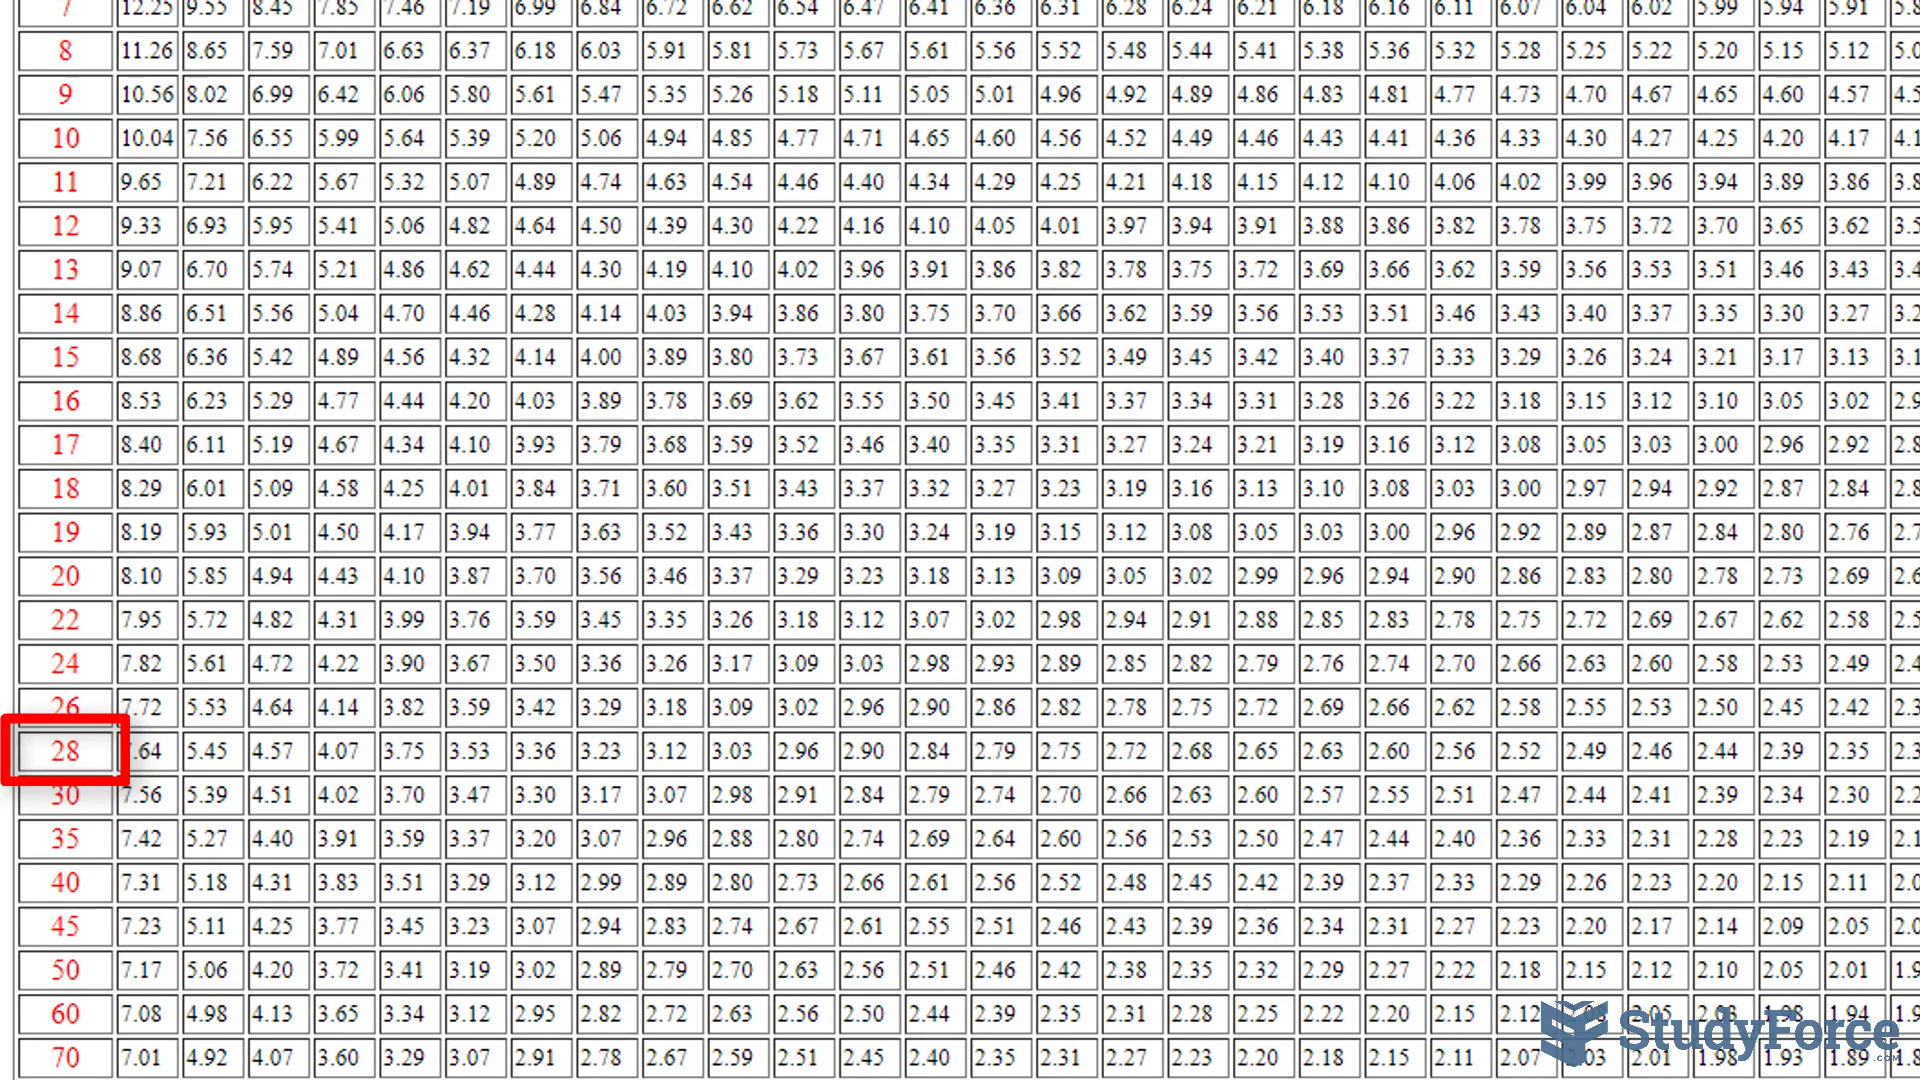 7 12.25 9.55 8.45 7.85 7.46 7.19 6.99 6.84 6.72 6.62 6.54 6.47 6.41 6.36 6.31 6.28 6.24 6.21 6.18 6.16 6.11 6.07 6.04 6.02 5.99 5.94 5.91
8 11.26 8.65 7.59 7.01 6.63 6.37 6.18 6.03 5.91 5.81 5.73 5.67 5.61 5.56 5.52 5.48 5.44 5.41 5.38 5.36 5.32 5.28 5.25 5.22 5.20 5.15 5.12 5.0
9 10.56 8.02 6.99 6.42 6.06 5.80 5.61 5.47 5.35 5.26 5.18 5.11 5.05 5.01 4.96 4.92 4.89 4.86 4.83 4.81 4.77 4.73 4.70 4.67 4.65 4.60 4.57 4.5
10 10.04 7.56 6.55 5.99 5.64 5.39 5.20 5.06 4.94 4.85 4.77 4.71 4.65 4.60 4.56 4.52 4.49 4.46 4.43 4.41 4.36 4.33 4.30 4.27 4.25 4.20 4.17 4.1
11 9.65 7.21 6.22 5.67 5.32 5.07 4.89 4.74 4.63 4.54 4.46 4.40 4.34 4.29 4.25 4.21 4.18 4.15 4.12 4.10 4.06 4.02 3.99 3.96 3.94 3.89 3.86 3.8
12 9.33 6.93 5.95 5.41 5.06 4.82 4.64 4.50 4.39 4.30 4.22 4.16 4.10 4.05 4.01 3.97 3.94 3.91 3.88 3.86 3.82 3.78 3.75 3.72 3.70 3.65 3.62 3.5
13 9.07 6.70 5.74 5.21 4.86 4.62 4.44 4.30 4.19 4.10 4.02 3.96 3.91 3.86 3.82 3.78 3.75 3.72 3.69 3.66 3.62 3.59 3.56 3.53 3.51 3.46 3.43 3.4
14 8.86 6.51 5.56 5.04 4.70 4.46 4.28 4.14 4.03 3.94 3.86 3.80 3.75 3.70 3.66 3.62 3.59 3.56 3.53 3.51 3.46 3.43 3.40 3.37 3.35 3.30 3.27 3.2
15 8.68 6.36 5.42 4.89 4.56 4.32 4.14 4.00 3.89 3.80 3.73 3.67 3.61 3.56 3.52 3.49 3.45 3.42 3.40 3.37 3.33 3.29 3.26 3.24 3.21 3.17 3.13 3.1
16 8.53 6.23 5.29 4.77 4.44 4.20 4.03 3.89 3.78 3.69 3.62 3.55 3.50 3.45 3.41 3.37 3.34 3.31 3.28 3.26 3.22 3.18 3.15 3.12 3.10 3.05 3.02 2.9
17 8.40 6.11 5.19 4.67 4.34 4.10 3.93 3.79 3.68 3.59 3.52 3.46 3.40 3.35 3.31 3.27 3.24 3.21 3.19 3.16 3.12 3.08 3.05 3.03 3.00 2.96 2.92 2.8
18 8.29 6.01 5.09 4.58 4.25 4.01 3.84 3.71 3.60 3.51 3.43 3.37 3.32 3.27 3.23 3.19 3.16 3.13 3.10 3.08 3.03 3.00 2.97 2.94 2.92 2.87 2.84 2.8
19 8.19 5.93 5.01 4.50 4.17 3.94 3.77 3.63 3.52 3.43 3.36 3.30 3.24 3.19 3.15 3.12 3.08 3.05 3.03 3.00 2.96 2.92 2.89 2.87 2.84 2.80 2.76 2.7
20 8.10 5.85 4.94 4.43 4.10 3.87 3.70 3.56 3.46 3.37 3.29 3.23 3.18 3.13 3.09 3.05 3.02 2.99 2.96 2.94 2.90 2.86 2.83 2.80 2.78 2.73 2.69 2.6
22 7.95 5.72 4.82 4.31 3.99 3.76 3.59 3.45 3.35 3.26 3.18 3.12 3.07 3.02 2.98 2.94 2.91 2.88 2.85 2.83 2.78 2.75 2.72 2.69 2.67 2.62 2.58 2.5
24 7.82 5.61 4.72 4.22 3.90 3.67 3.50 3.36 3.26 3.17 3.09 3.03 2.98 2.93 2.89 2.85 2.82 2.79 2.76 2.74 2.70 2.66 2.63 2.60 2.58 2.53 2.49 2.4
26 7.72 5.53 4.64 4.14 3.82 3.59 3.42 3.29 3.18 3.09 3.02 2.96 2.90 2.86 2.82 2.78 2.75 2.72 2.69 2.66 2.62 2.58 2.55 2.53 2.50 2.45 2.42 2.3
28 .64 5.45 4.57 4.07 3.75 3.53 3.36 3.23 3.12 3.03 2.96 2.90 2.84 2.79 2.75 2.72 2.68 2.65 2.63 2.60 2.56 2.52 2.49 2.46 2.44 2.39 2.35 2.3
30 7.56 5.39 4.51 4.02 3.70 3.47 3.30 3.17 3.07 2.98 2.91 2.84 2.79 2.74 2.70 2.66 2.63 2.60 2.57 2.55 2.51 2.47 2.44 2.41 2.39 2.34 2.30 2.2
35 7.42 5.27 4.40 3.91 3.59 3.37 3.20 3.07 2.96 2.88 2.80 2.74 2.69 2.64 2.60 2.56 2.53 2.50 2.47 2.44 2.40 2.36 2.33 2.31 2.28 2.23 2.19 2.1
40 7.31 5.18 4.31 3.83 3.51 3.29 3.12 2.99 2.89 2.80 2.73 2.66 2.61 2.56 2.52 2.48 2.45 2.42 2.39 2.37 2.33 2.29 2.26 2.23 2.20 2.15 2.11 2.0
45 7.23 5.11 4.25 3.77 3.45 3.23 3.07 2.94 2.83 2.74 2.67 2.61 2.55 2.51 2.46 2.43 2.39 2.36 2.34 2.31 2.27 2.23 2.20 2.17 2.14 2.09 2.05 2.0
50 7.17 5.06 4.20 3.72 3.41 3.19 3.02 2.89 2.79 2.70 2.63 2.56 2.51 2.46 2.42 2.38 2.35 2.32 2.29 2.27 2.22 2.18 2.15 2.12 2.10 2.05 2.01 1.9
60 7.08 4.98 4.13 3.65 3.34 3.12 2.95 2.82 2.72 2.63 2.56 2.50 2.44 2.39 2.35 2.31 2.28 2.25 2.22 2.20 2.15 2.12 2.05 2.03 1.98 1.94 1.9
70 7.01 4.92 4.07 3.60 3.29 3.07 2.91 2.78 2.67 2.59 2.51 2.45 2.40 2.35 2.31 2.27 2.23 2.20 2.18 2.15 2.11 2.07 2.03 2.01 1.98 1.93 1.89 1.8
StudyForce
.COM